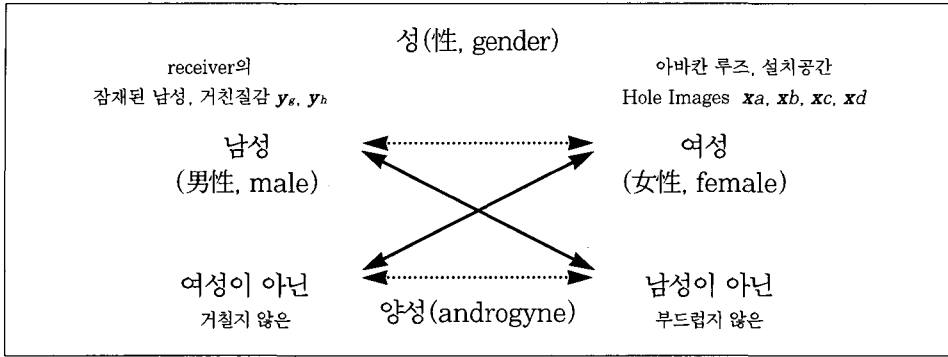 성(性, gender)
receiver의
잠재된 남성, 거친질감 yg, yh
아바칸 루즈, 설치공간
Hole Images xa, xb, xc, xd
남성
(男性, male)
여성
(女性, female)
여성이 아닌
거칠지 않은
양성(androgyne)
남성이 아닌
부드럽지 않은